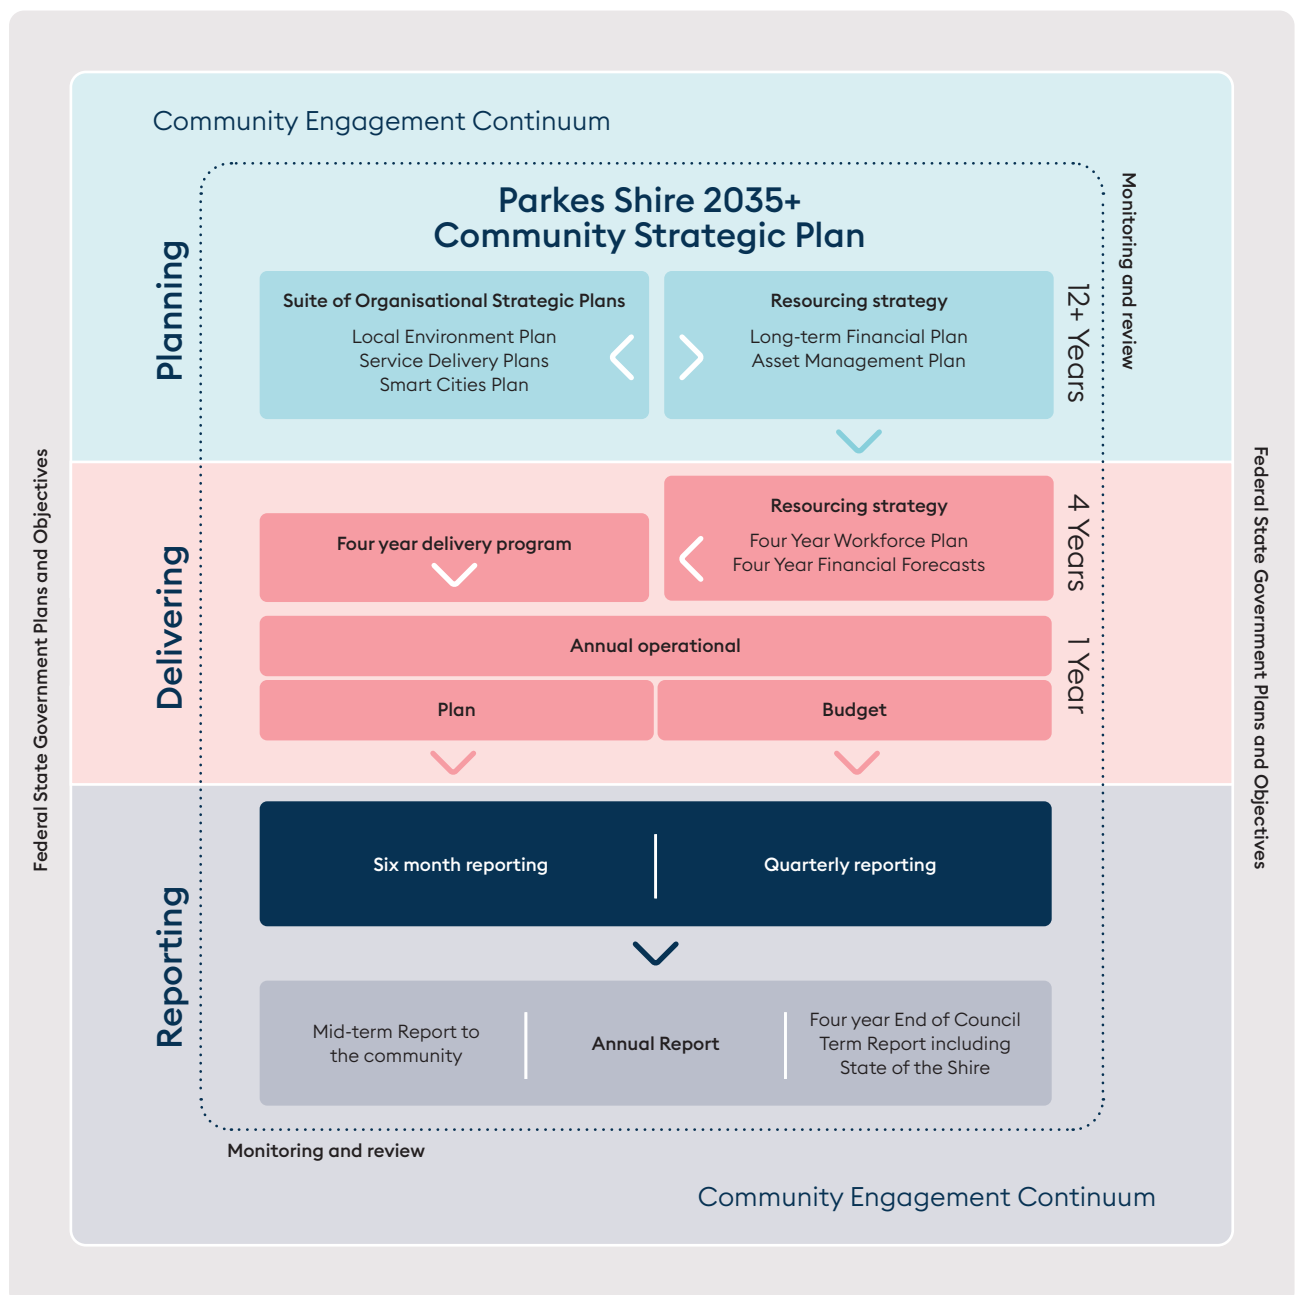 Community Engagement Continuum
Parkes Shire 2035+
Community Strategic Plan
Monitoring and review
Planning
Suite of Organisational Strategic Plans
Local Environment Plan
Service Delivery Plans
Smart Cities Plan
Resourcing strategy
Long-term Financial Plan
Asset Management Plan
12+ Years
Federal State Government Plans and Objectives
Federal State Government Plans and Objectives
Delivering
Four year delivery program
Resourcing strategy
Four Year Workforce Plan
Four Year Financial Forecasts
4 Years
Annual operational
Plan
Budget
1 Year
Reporting
Six month reporting
Quarterly reporting
Mid-term Report to
the community
Annual Report
Four year End of Council
Term Report including
State of the Shire
Monitoring and review
Community Engagement Continuum